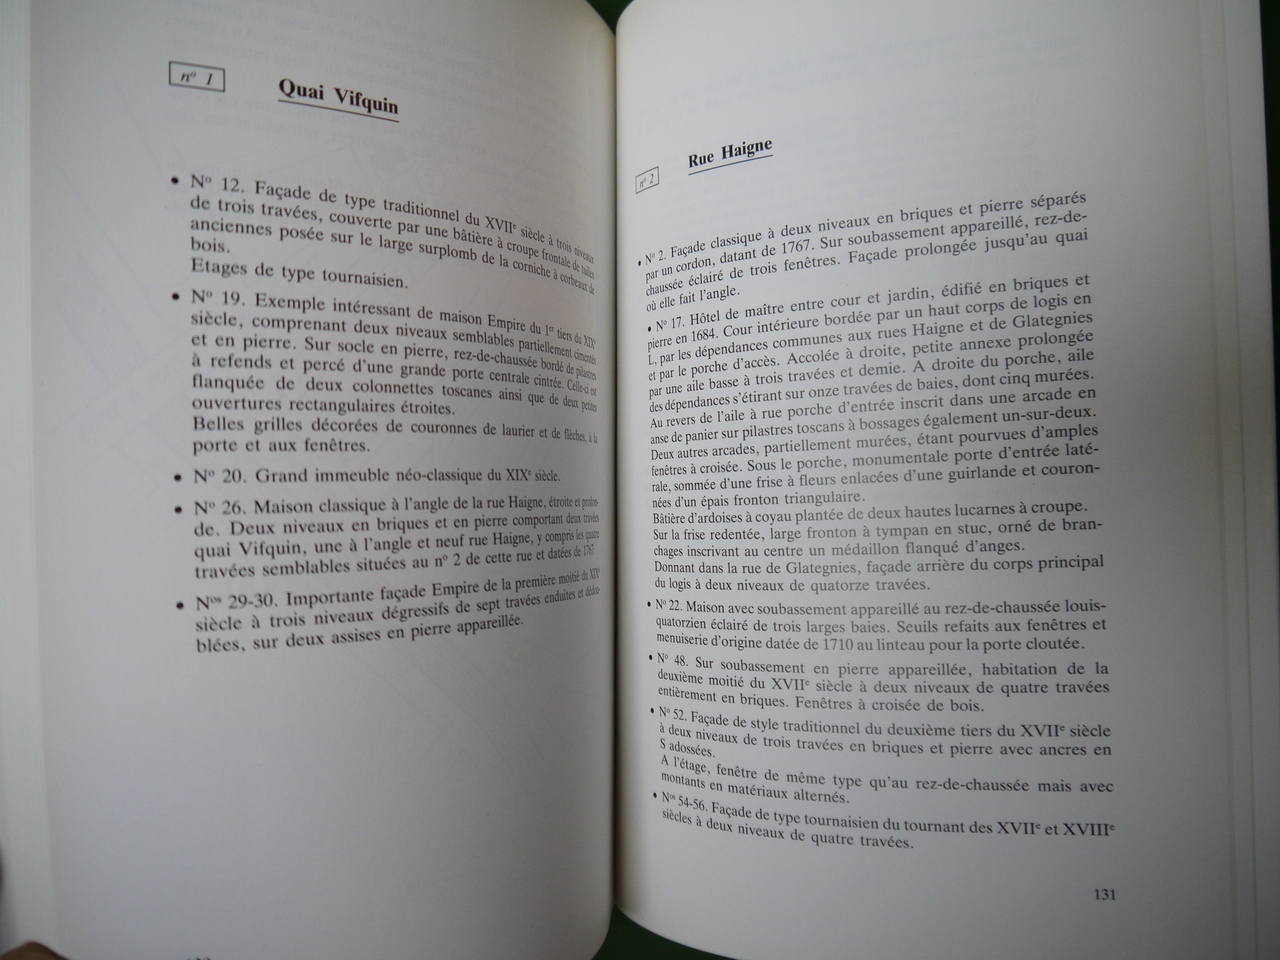 nº 1
Quai Vifquin
• Nº 12. Façade de type traditionnel du XVIIe siècle à trois niveaux
de trois travées, couverte par une bâtière à croupe frontale de tuiles
anciennes posée sur le large surplomb de la corniche à corbeaux de
bois.
Etages de type tournaisien.
• Nº 19. Exemple intéressant de maison Empire du 1er tiers du XIXe
siècle, comprenant deux niveaux semblables partiellement cimentés
et en pierre. Sur socle en pierre, rez-de-chaussée bordé de pilastres
à refends et percé d'une grande porte centrale cintrée. Celle-ci est
flanquée de deux colonnettes toscanes ainsi que de deux petites
ouvertures rectangulaires étroites.
Belles grilles décorées de couronnes de laurier et de flèches, à la
porte et aux fenêtres.
• Nº 20. Grand immeuble néo-classique du XIXe siècle.
• Nº 26. Maison classique à l'angle de la rue Haigne, étroite et profon-
de. Deux niveaux en briques et en pierre comportant deux travées
quai Vifquin, une à l'angle et neuf rue Haigne, y compris les quatre
travées semblables situées au nº 2 de cette rue et datées de 1767.
• Nos 29-30. Importante façade Empire de la première moitié du XIXe
siècle à trois niveaux dégressifs de sept travées enduites et dédou-
blées, sur deux assises en pierre appareillée.
nº 2
Rue Haigne
• Nº 2. Façade classique à deux niveaux en briques et pierre séparés
par un cordon, datant de 1767. Sur soubassement appareillé, rez-de-
chaussée éclairé de trois fenêtres. Façade prolongée jusqu'au quai
où elle fait l'angle.
• Nº 17. Hôtel de maître entre cour et jardin, édifié en briques et
pierre en 1684. Cour intérieure bordée par un haut corps de logis en
L, par les dépendances communes aux rues Haigne et de Glategnies
et par le porche d'accès. Accolée à droite, petite annexe prolongée
par une aile basse à trois travées et demie. A droite du porche, aile
des dépendances s'étirant sur onze travées de baies, dont cinq murées.
Au revers de l'aile à rue porche d'entrée inscrit dans une arcade en
anse de panier sur pilastres toscans à bossages également un-sur-deux.
Deux autres arcades, partiellement murées, étant pourvues d'amples
fenêtres à croisée. Sous le porche, monumentale porte d'entrée laté-
rale, sommée d'une frise à fleurs enlacées d'une guirlande et couron-
nées d'un épais fronton triangulaire.
Bâtière d'ardoises à coyau plantée de deux hautes lucarnes à croupe.
Sur la frise redentée, large fronton à tympan en stuc, orné de bran-
chages inscrivant au centre un médaillon flanqué d'anges.
Donnant dans la rue de Glategnies, façade arrière du corps principal
du logis à deux niveaux de quatorze travées.
• Nº 22. Maison avec soubassement appareillé au rez-de-chaussée louis-
quatorzien éclairé de trois larges baies. Seuils refaits aux fenêtres et
menuiserie d'origine datée de 1710 au linteau pour la porte cloutée.
• Nº 48. Sur soubassement en pierre appareillée, habitation de la
deuxième moitié du XVIIe siècle à deux niveaux de quatre travées
entièrement en briques. Fenêtres à croisée de bois.
• Nº 52. Façade de style traditionnel du deuxième tiers du XVIIe siècle
à deux niveaux de trois travées en briques et pierre avec ancres en
S adossées.
A l'étage, fenêtre de même type qu'au rez-de-chaussée mais avec
montants en matériaux alternés.
• Nos 54-56. Façade de type tournaisien du tournant des XVIIe et XVIIIe
siècles à deux niveaux de quatre travées.
131